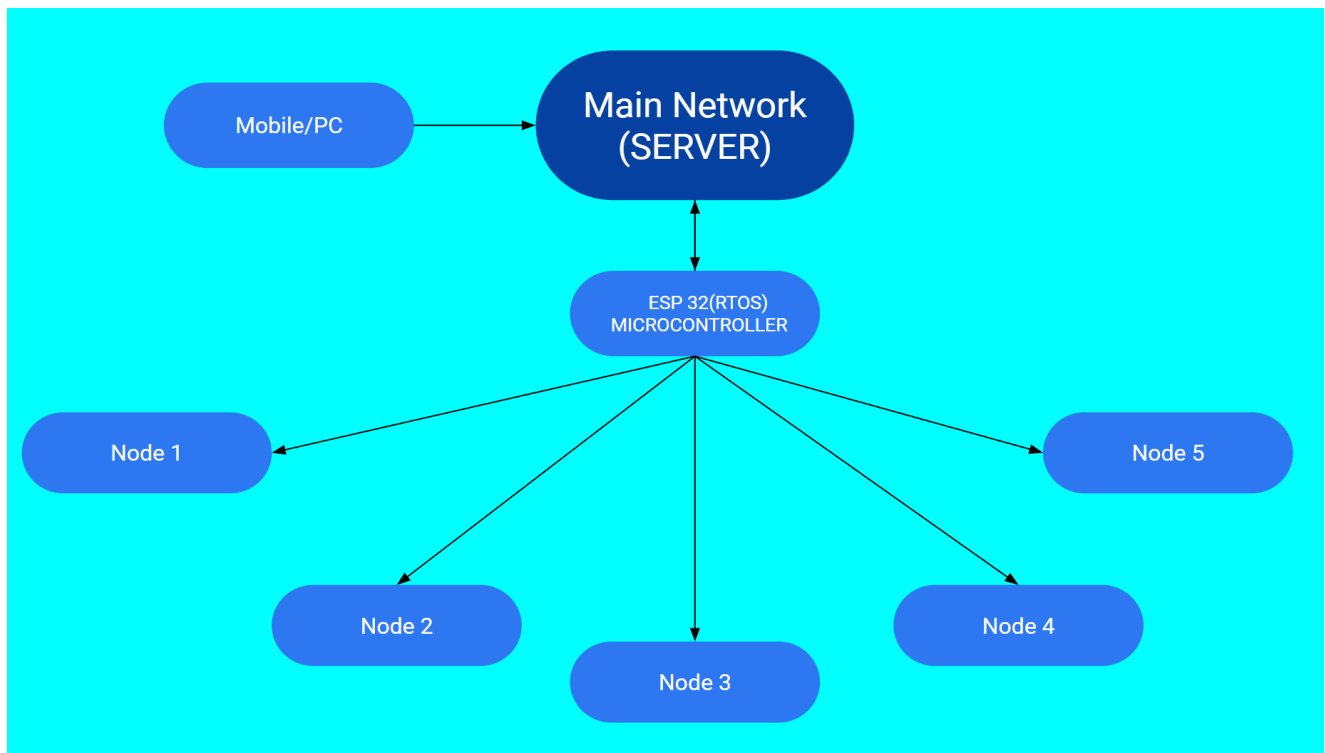 Mobile/PC
Main Network
(SERVER)
ESP 32(RTOS)
MICROCONTROLLER
Node 1
Node 5
Node 2
Node 4
Node 3